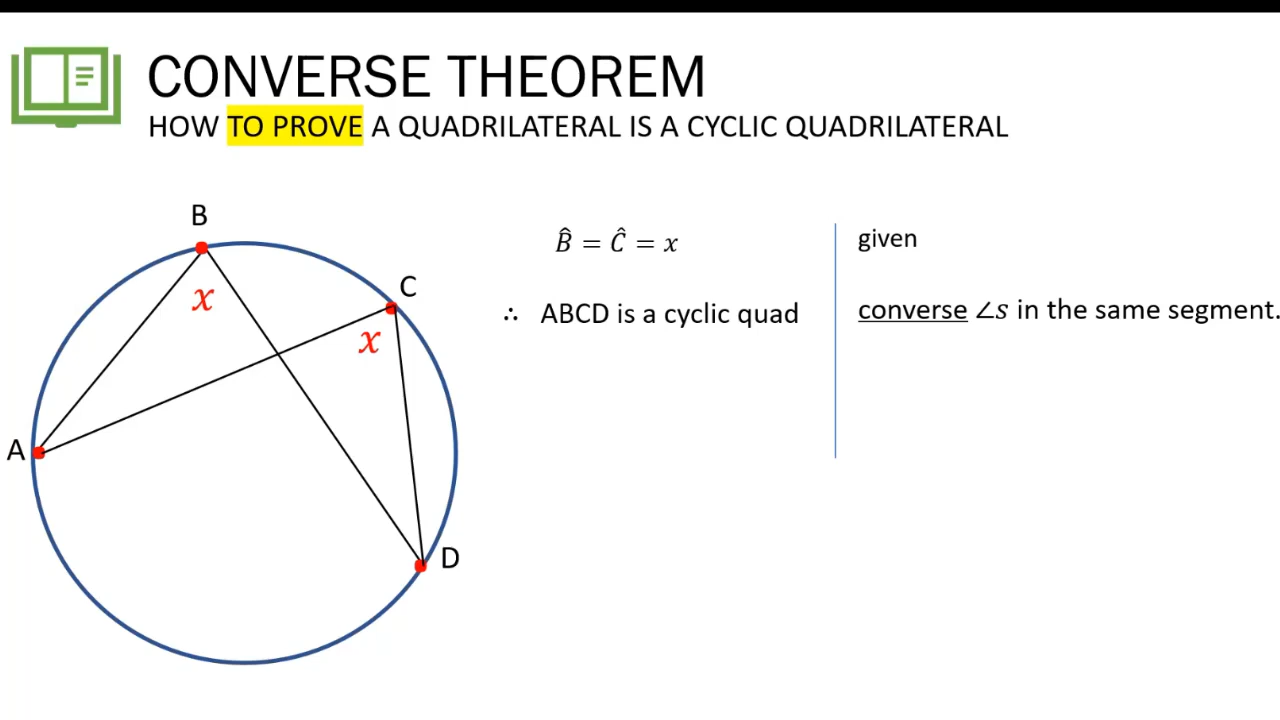 CONVERSE THEOREM
HOW TO PROVE A QUADRILATERAL IS A CYCLIC QUADRILATERAL
B
C
x
x
A
D
B̂ = Ĉ = x
given
∴ ABCD is a cyclic quad
converse ∠s in the same segment.